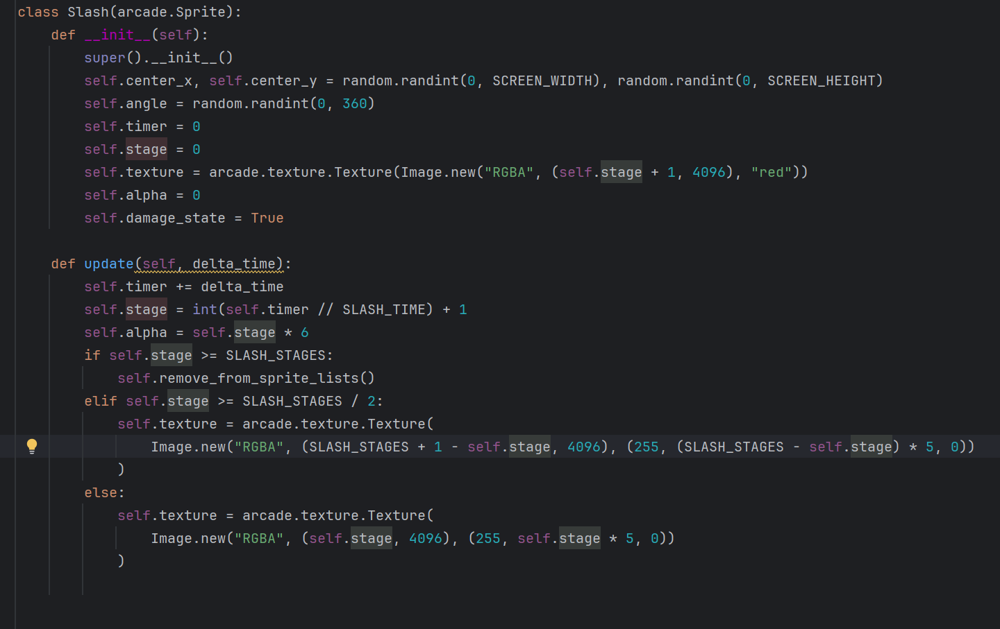 class Slash(arcade.Sprite):
    def __init__(self):
        super().__init__()
        self.center_x, self.center_y = random.randint(0, SCREEN_WIDTH), random.randint(0, SCREEN_HEIGHT)
        self.angle = random.randint(0, 360)
        self.timer = 0
        self.stage = 0
        self.texture = arcade.texture.Texture(Image.new("RGBA", (self.stage + 1, 4096), "red"))
        self.alpha = 0
        self.damage_state = True

    def update(self, delta_time):
        self.timer += delta_time
        self.stage = int(self.timer // SLASH_TIME) + 1
        self.alpha = self.stage * 6
        if self.stage >= SLASH_STAGES:
            self.remove_from_sprite_lists()
        elif self.stage >= SLASH_STAGES / 2:
            self.texture = arcade.texture.Texture(
                Image.new("RGBA", (SLASH_STAGES + 1 - self.stage, 4096), (255, (SLASH_STAGES - self.stage) * 5, 0))
            )
        else:
            self.texture = arcade.texture.Texture(
                Image.new("RGBA", (self.stage, 4096), (255, self.stage * 5, 0))
            )